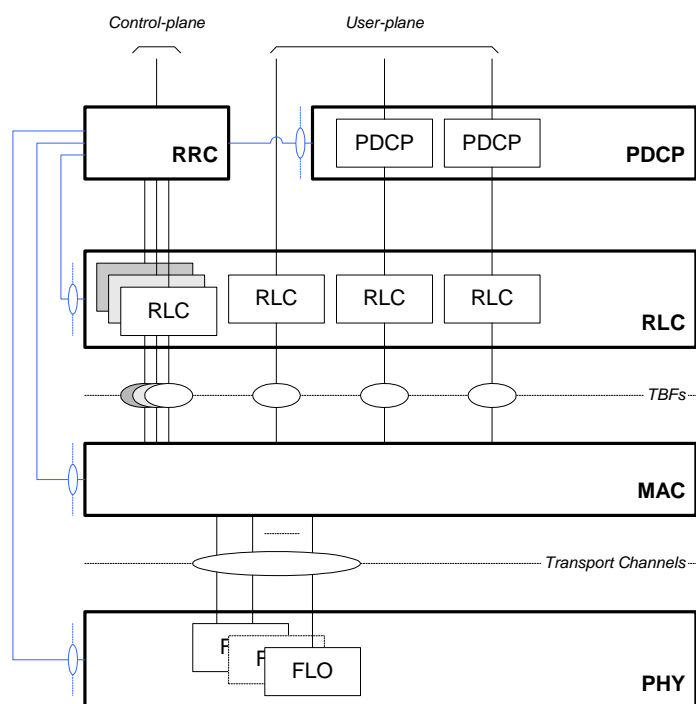 Control-plane
User-plane
RRC
PDCP
PDCP
PDCP
RLC
RLC
RLC
RLC
RLC
TBFs
MAC
Transport Channels
F
F
FLO
PHY